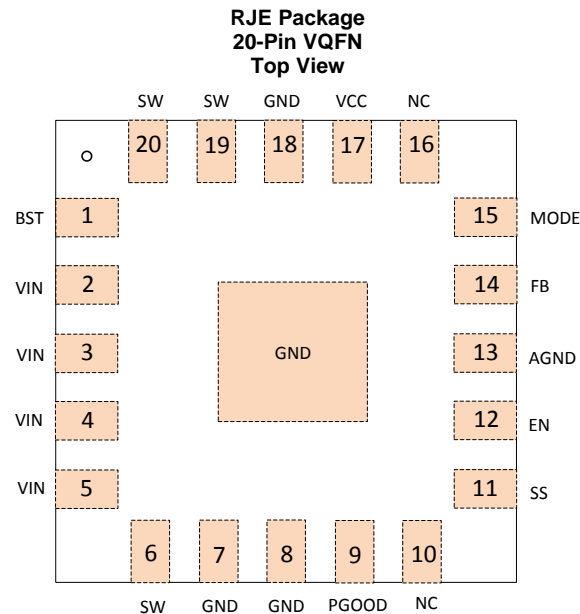 RJE Package
20-Pin VQFN
Top View
SW SW GND VCC NC
20 19 18 17 16
BST 1 15 MODE
VIN 2 14 FB
VIN 3 GND 13 AGND
VIN 4 12 EN
VIN 5 11 SS
6 7 8 9 10
SW GND GND PGOOD NC